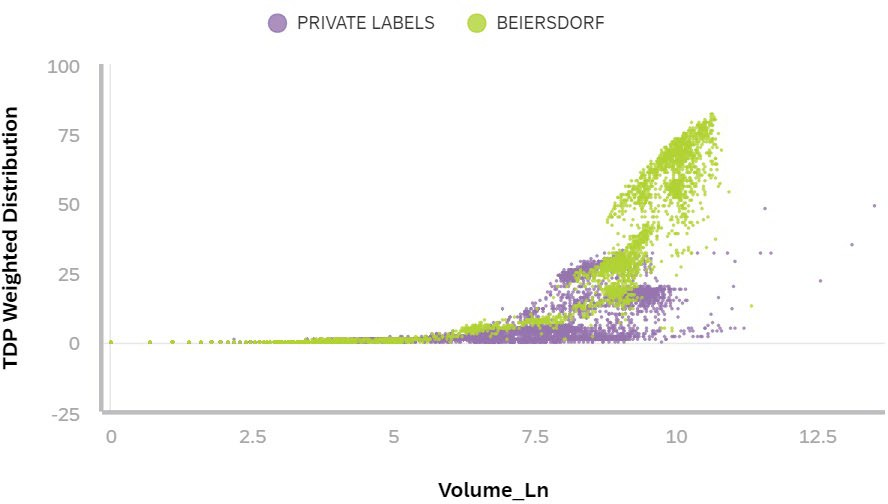 PRIVATE LABELS BEIERSDORF
100
75
50
25
0
-25
TDP Weighted Distribution
0 2.5 5 7.5 10 12.5
Volume_Ln